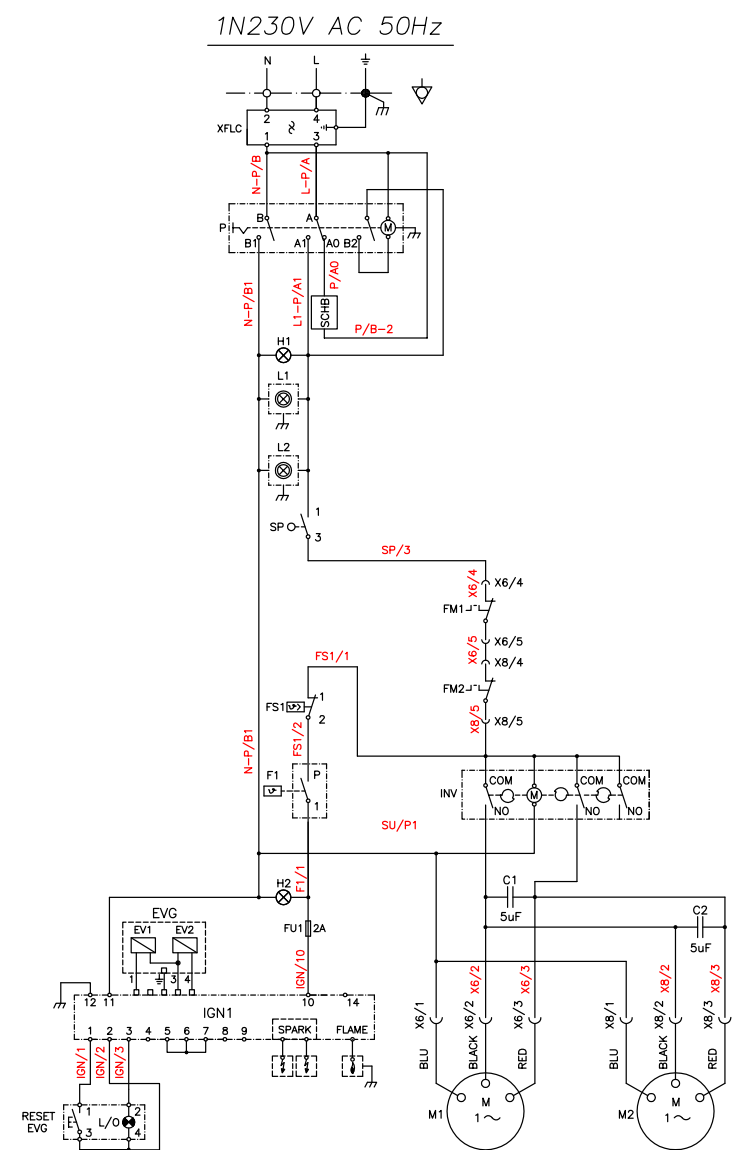 1N230V AC 50Hz
N L
XFLC
2 4
1 3
N-P/B
L-P/A
P
B A M
B1 A1 A0 B2
N-P/B1
L1-P/A1
P/A0
SCHB
P/B-2
H1
L1
L2
SP
1
3
SP/3
X6/4
X6/4
FM1
X6/5
X6/5
X8/4
FM2
X8/5
X8/5
FS1/1
FS1
1
2
FS1/2
N-P/B1
F1
P
1
INV
COM COM COM
M
NO NO NO
SU/P1
F1/1
H2
FU1 2A
IGN/10
C1
5uF
C2
5uF
EVG
EV1 EV2
1 3 4
12 11 10 14
IGN1
1 2 3 4 5 6 7 8 9
SPARK FLAME
IGN/1
IGN/2
IGN/3
RESET
EVG
1 2
L/O
3 4
X6/2
X6/3
X8/2
X8/3
X6/1
X6/2
X6/3
X8/1
X8/2
X8/3
BLU
BLACK
RED
BLU
BLACK
RED
M1
M
1~
M2
M
1~